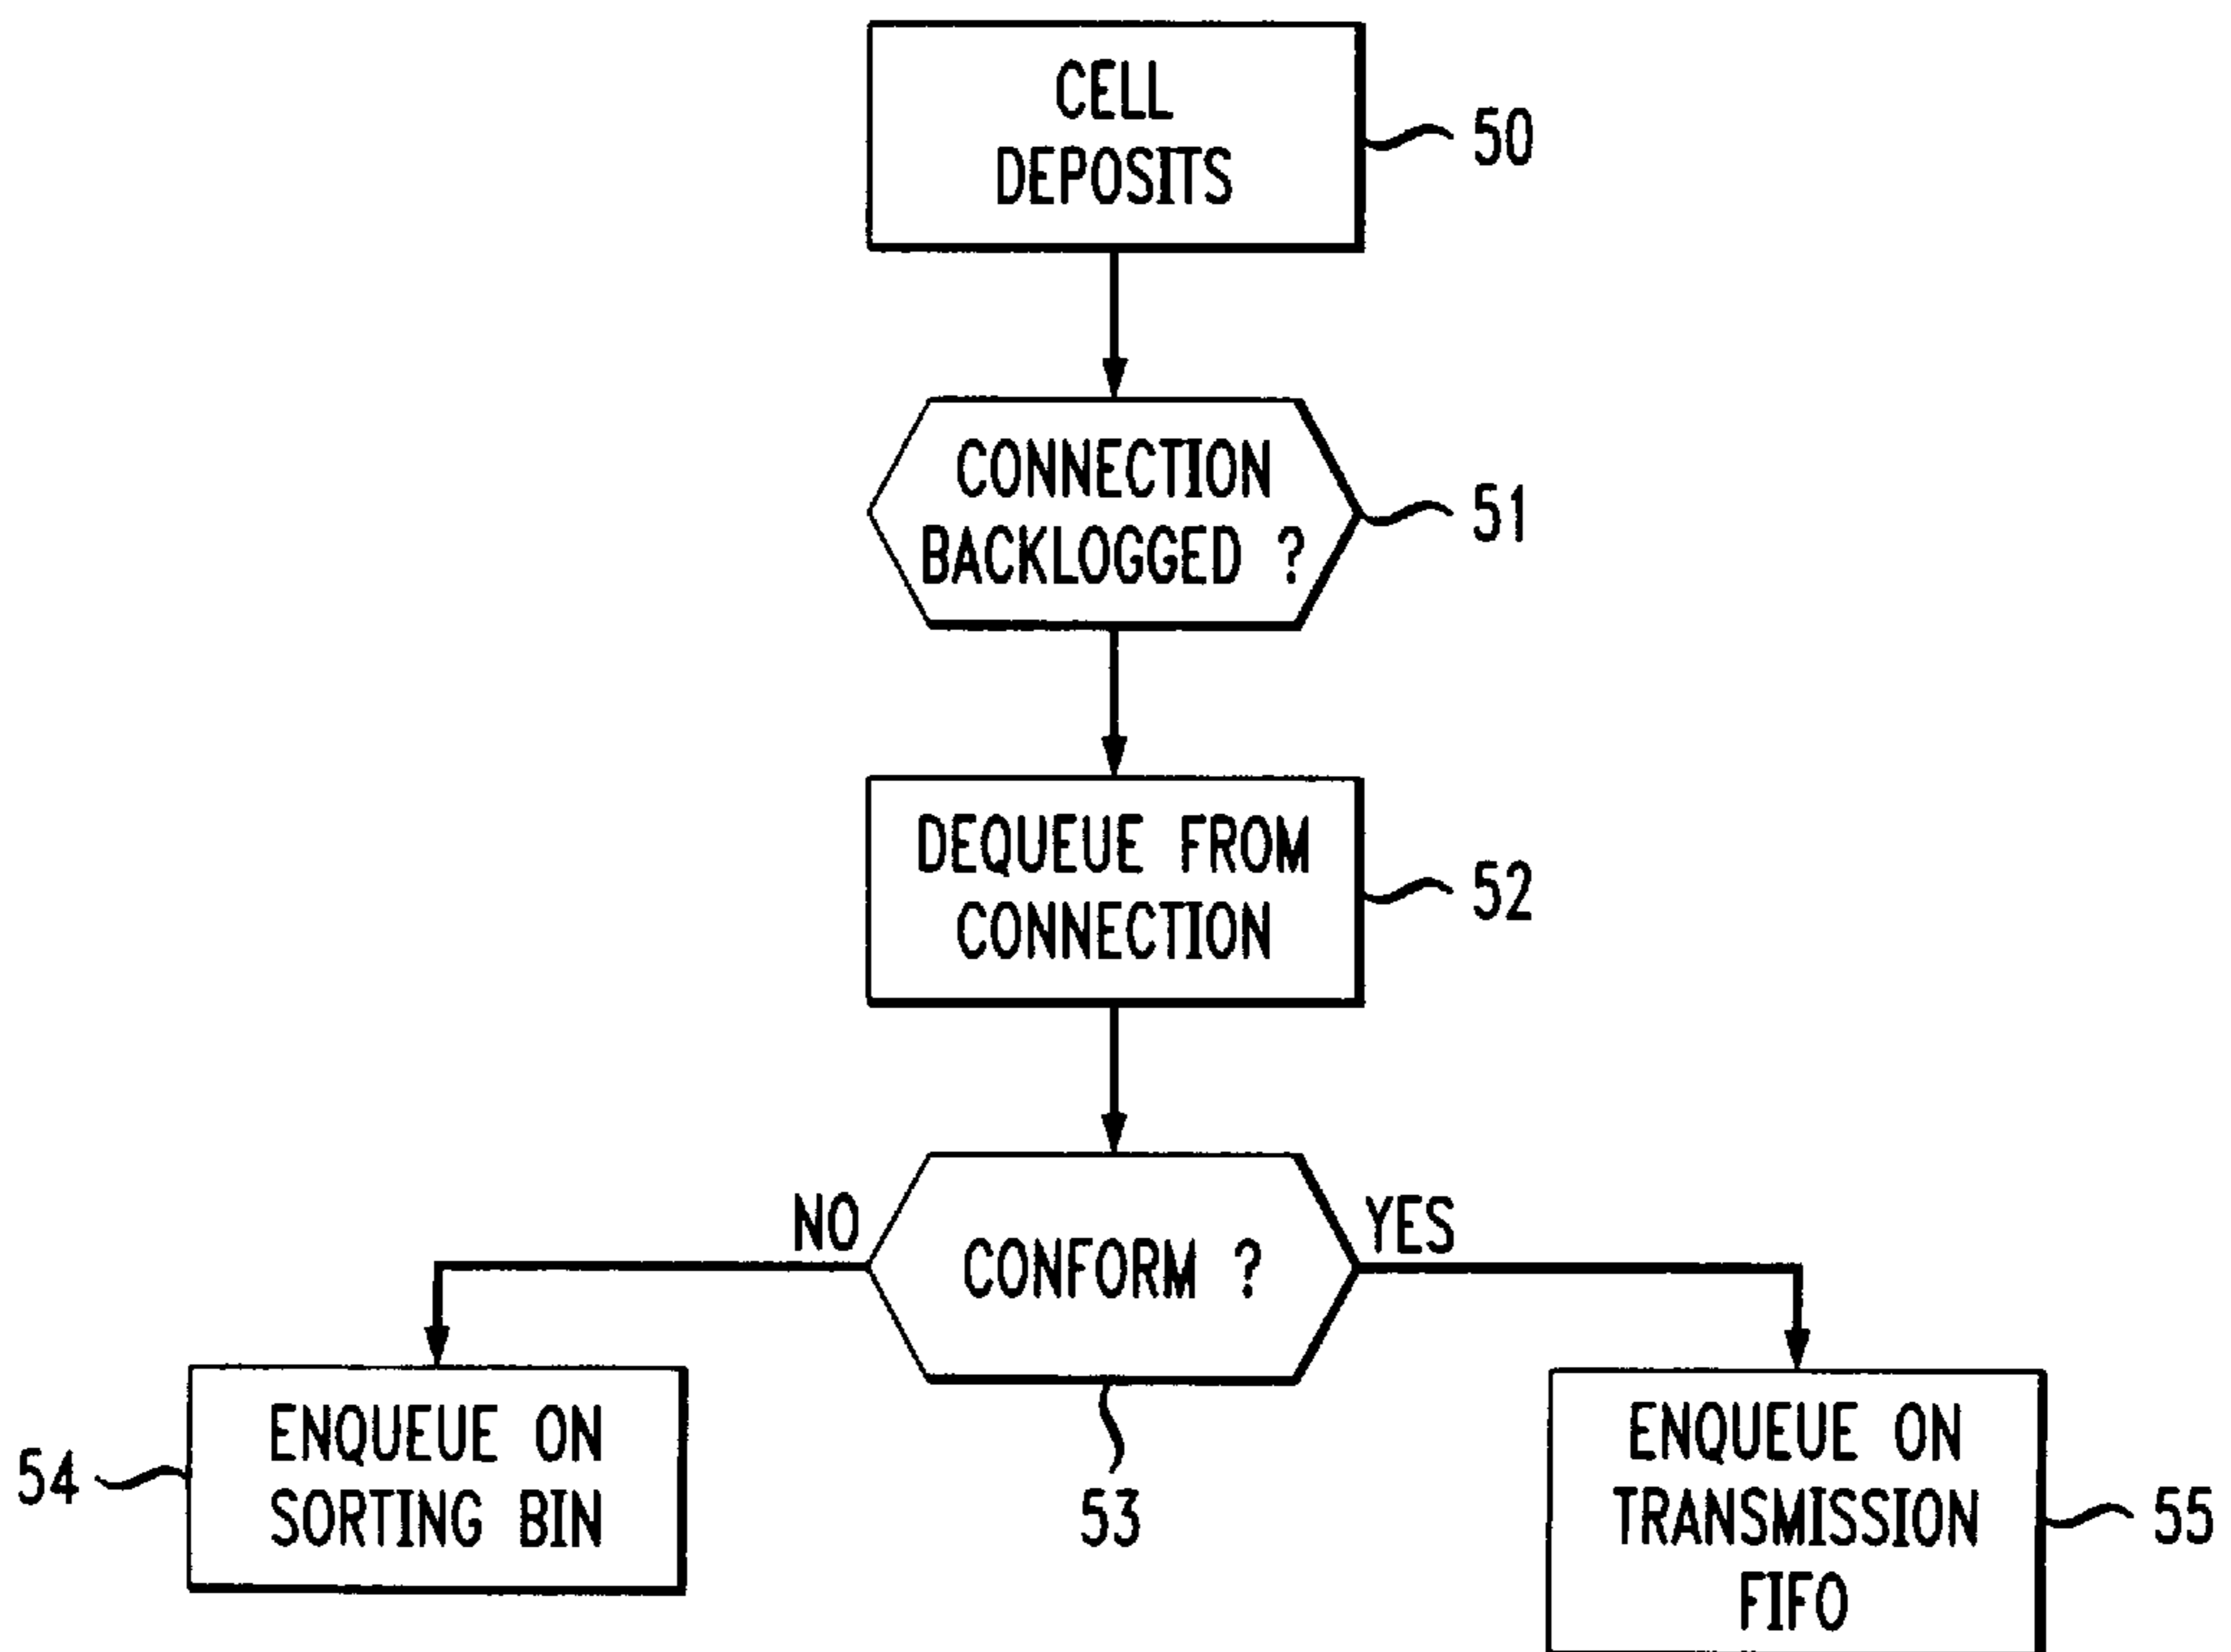 CELL
DEPOSITS
50
CONNECTION
BACKLOGGED ?
51
DEQUEUE FROM
CONNECTION
52
NO
YES
CONFORM ?
53
54
ENQUEUE ON
SORTING BIN
ENQUEUE ON
TRANSMISSION
FIFO
55